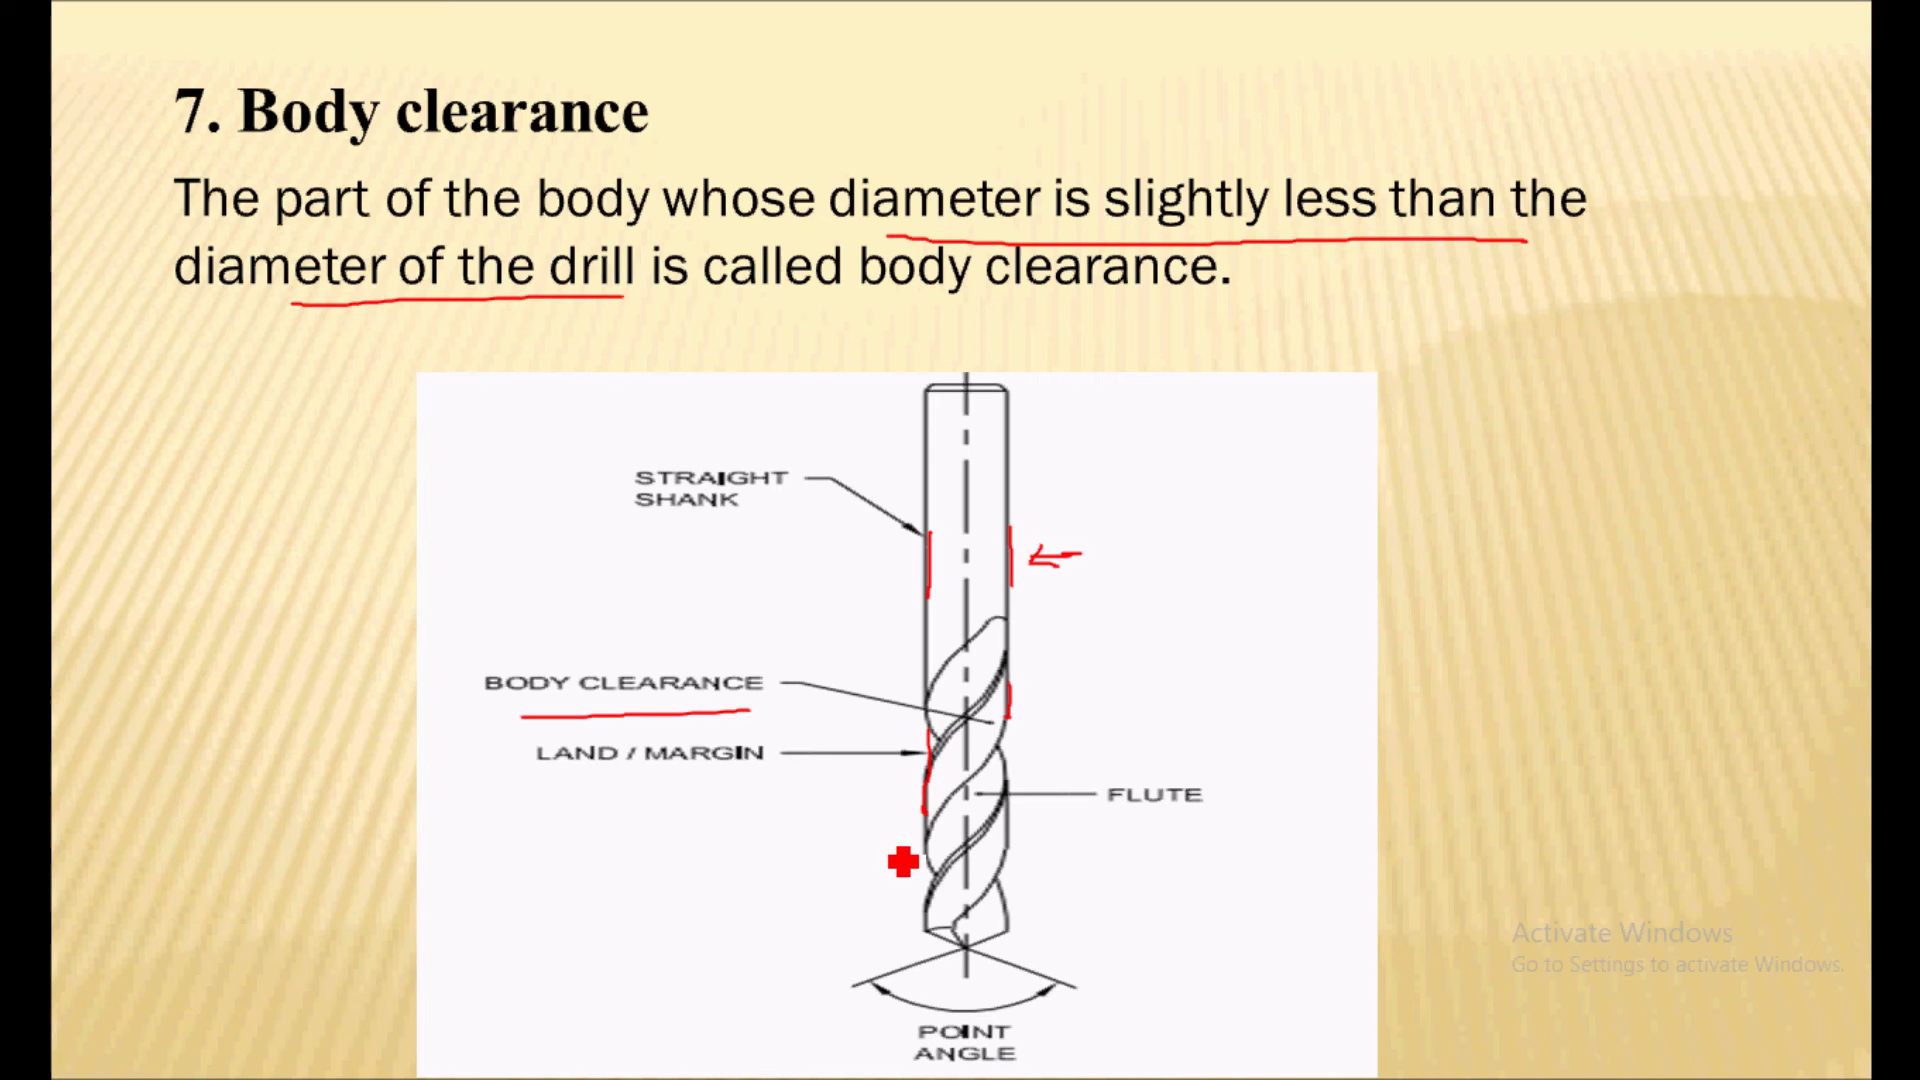 7. Body clearance
The part of the body whose diameter is slightly less than the
diameter of the drill is called body clearance.
STRAIGHT
SHANK
BODY CLEARANCE
LAND / MARGIN
FLUTE
POINT
ANGLE
Activate Windows
Go to Settings to activate Windows.